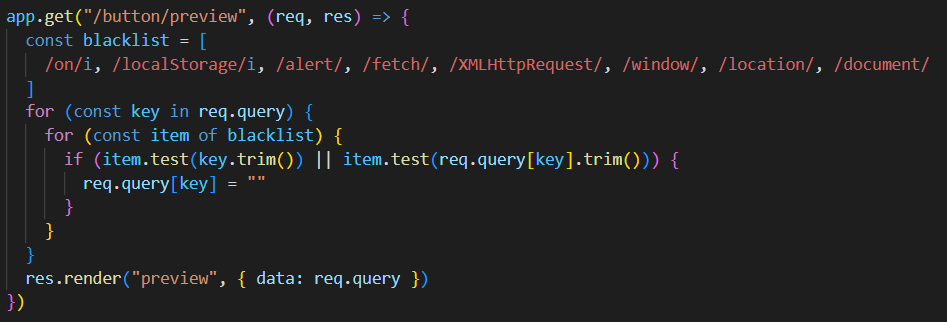 app.get("/button/preview", (req, res) => {
  const blacklist = [
    /on/i, /localStorage/i, /alert/, /fetch/, /XMLHttpRequest/, /window/, /location/, /document/
  ]
  for (const key in req.query) {
    for (const item of blacklist) {
      if (item.test(key.trim()) || item.test(req.query[key].trim())) {
        req.query[key] = ""
      }
    }
  }
  res.render("preview", { data: req.query })
})